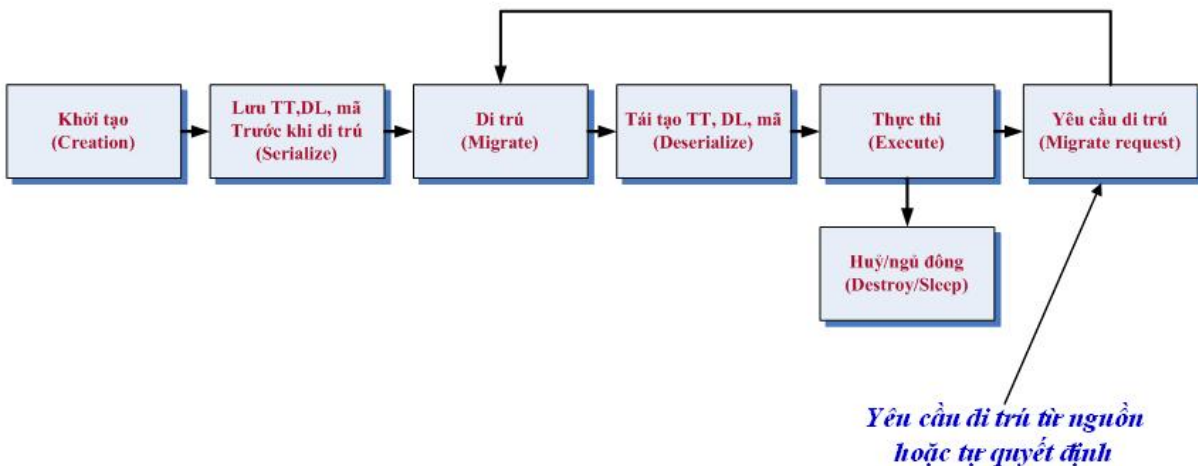 Khởi tạo
(Creation)
Lưu TT,DL, mã
Trước khi di trú
(Serialize)
Di trú
(Migrate)
Tái tạo TT, DL, mã
(Deserialize)
Thực thi
(Execute)
Yêu cầu di trú
(Migrate request)
Huỷ/ngủ đông
(Destroy/Sleep)
Yêu cầu di trú từ nguồn
hoặc tự quyết định